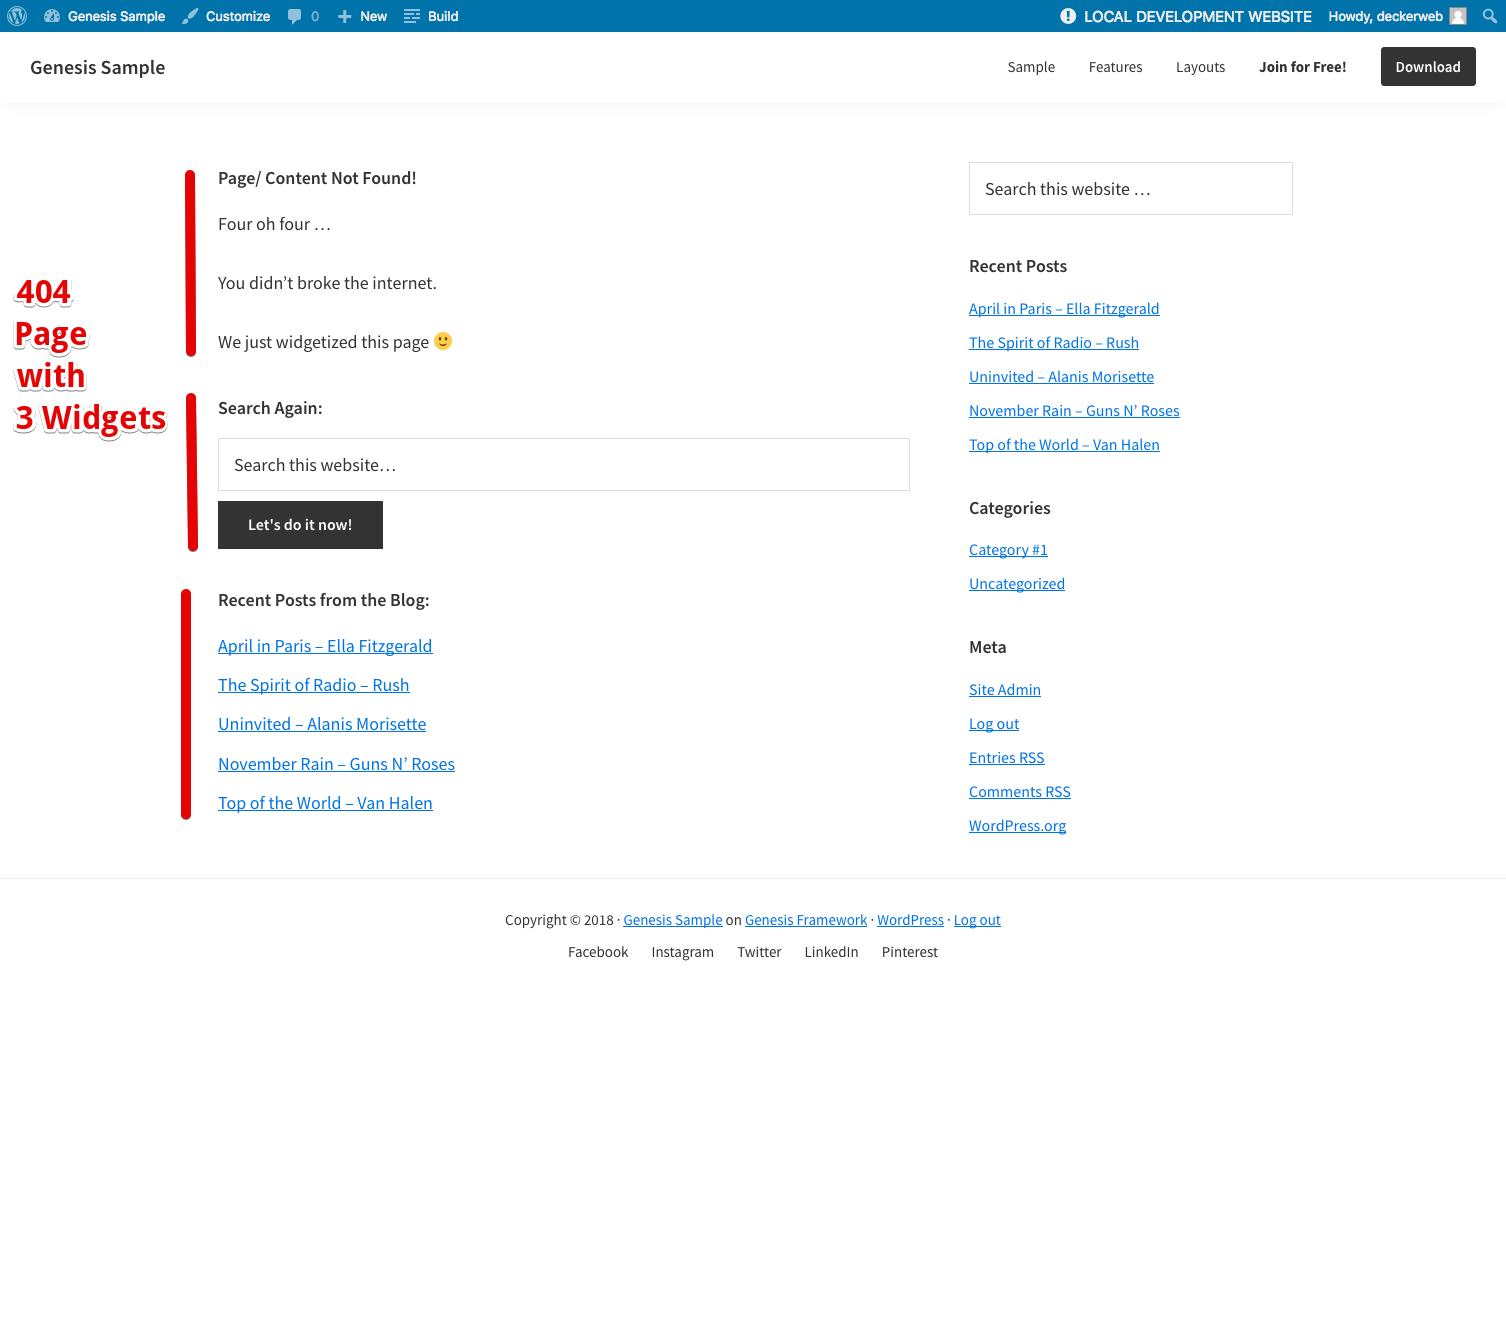 Genesis Sample Customize 0 New Build LOCAL DEVELOPMENT WEBSITE Howdy, deckerweb
Genesis Sample Sample Features Layouts Join for Free! Download
404
Page
with
3 Widgets
Page/ Content Not Found!
Four oh four …
You didn’t broke the internet.
We just widgetized this page 🙂
Search Again:
Search this website…
Let's do it now!
Recent Posts from the Blog:
April in Paris – Ella Fitzgerald
The Spirit of Radio – Rush
Uninvited – Alanis Morisette
November Rain – Guns N’ Roses
Top of the World – Van Halen
Search this website …
Recent Posts
April in Paris – Ella Fitzgerald
The Spirit of Radio – Rush
Uninvited – Alanis Morisette
November Rain – Guns N’ Roses
Top of the World – Van Halen
Categories
Category #1
Uncategorized
Meta
Site Admin
Log out
Entries RSS
Comments RSS
WordPress.org
Copyright © 2018 · Genesis Sample on Genesis Framework · WordPress · Log out
Facebook Instagram Twitter LinkedIn Pinterest